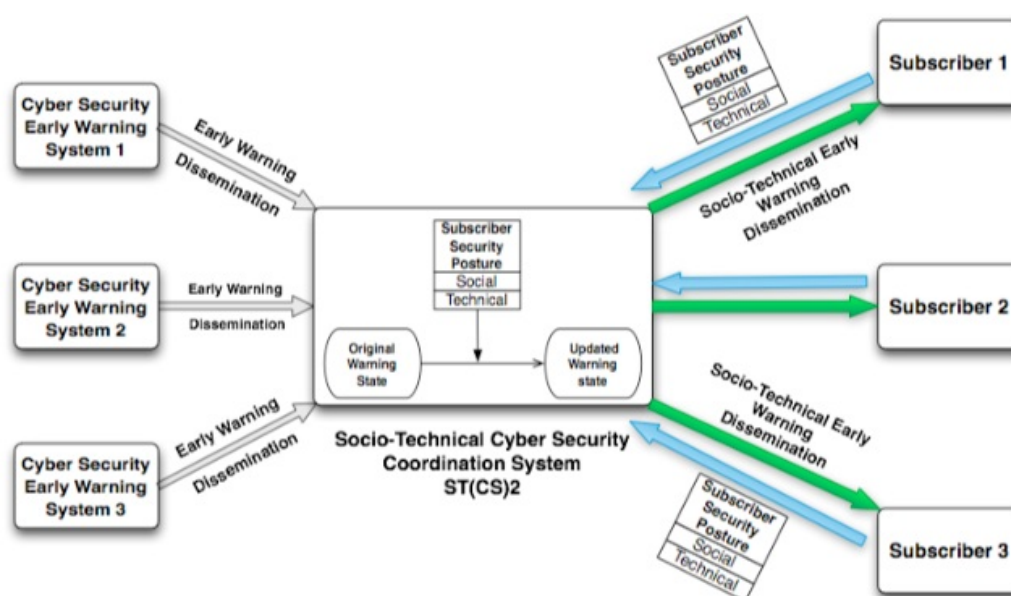 Cyber Security
Early Warning
System 1
Early Warning
Dissemination
Cyber Security
Early Warning
System 2
Early Warning
Dissemination
Cyber Security
Early Warning
System 3
Early Warning
Dissemination
Subscriber
Security
Posture
Social
Technical
Original
Warning
State
Updated
Warning
state
Socio-Technical Cyber Security
Coordination System
ST(CS)2
Subscriber
Security
Posture
Social
Technical
Socio-Technical Early
Warning
Dissemination
Subscriber 1
Subscriber 2
Socio-Technical Early
Warning
Dissemination
Subscriber
Security
Posture
Social
Technical
Subscriber 3